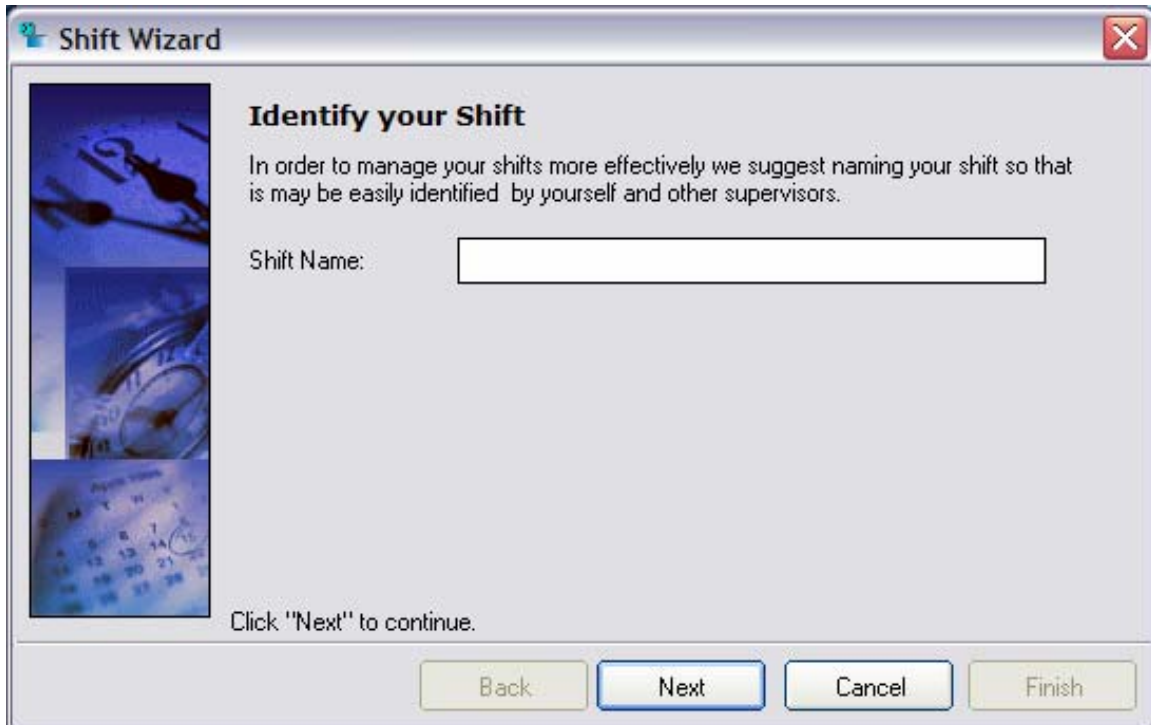 Shift Wizard
Identify your Shift
In order to manage your shifts more effectively we suggest naming your shift so that
is may be easily identified  by yourself and other supervisors.
Shift Name:
Click "Next" to continue.
Back Next Cancel Finish